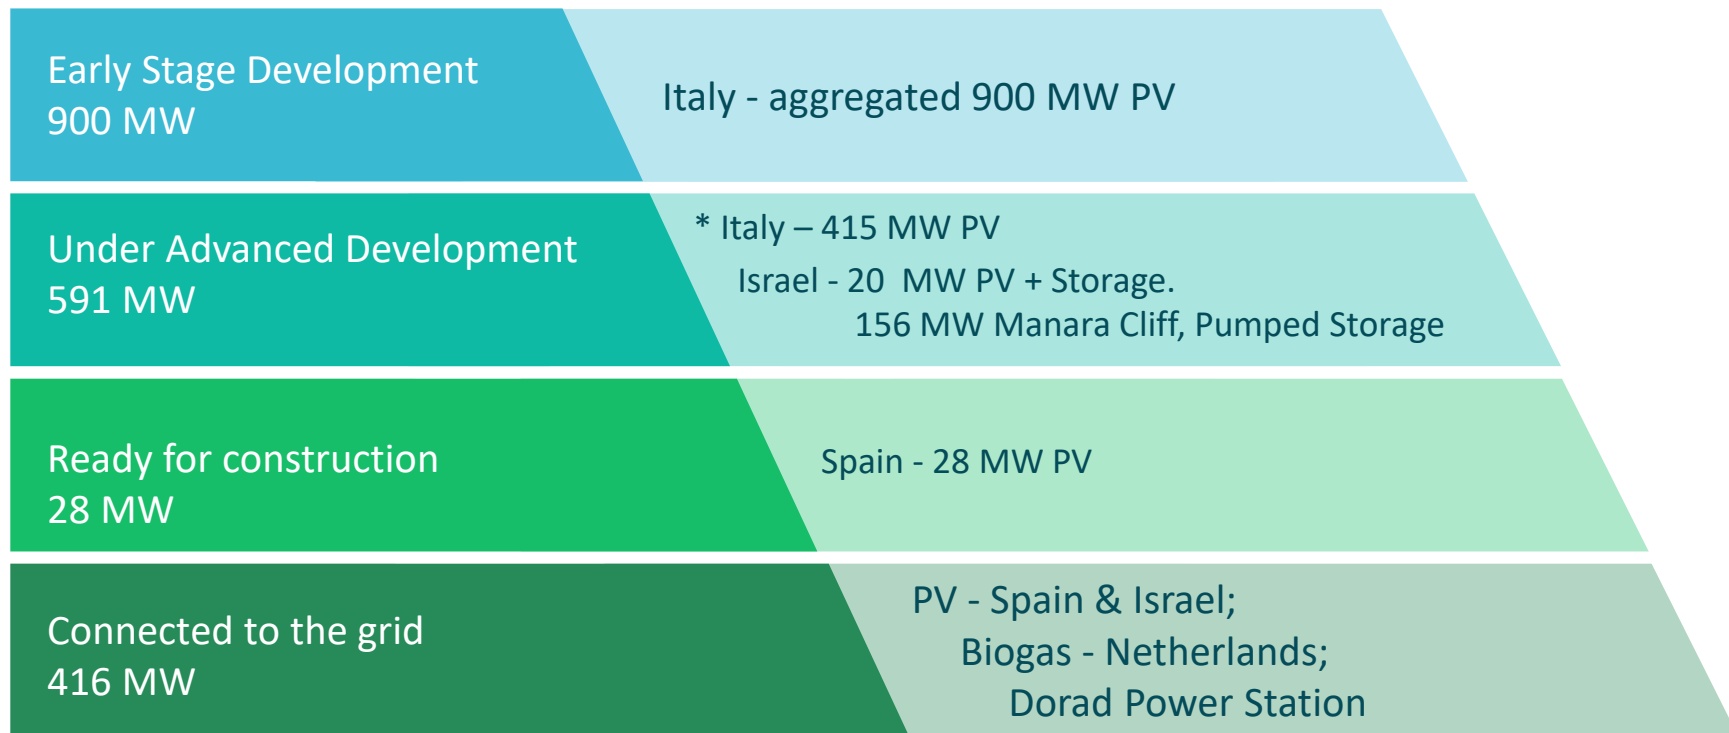 Early Stage Development
900 MW
Italy - aggregated 900 MW PV
Under Advanced Development
591 MW
* Italy – 415 MW PV
Israel - 20  MW PV + Storage.
156 MW Manara Cliff, Pumped Storage
Ready for construction
28 MW
Spain - 28 MW PV
Connected to the grid
416 MW
PV - Spain & Israel;
Biogas - Netherlands;
Dorad Power Station